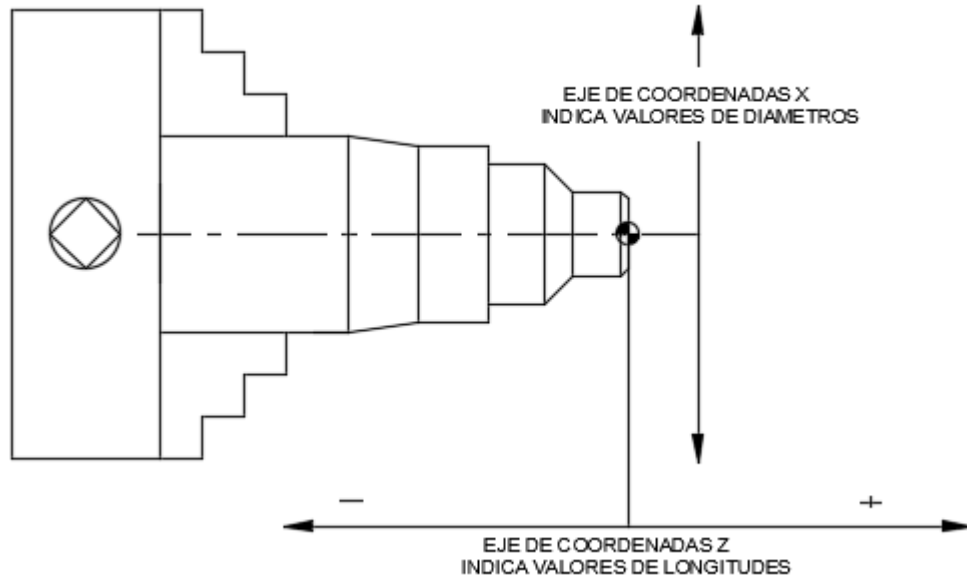 EJE DE COORDENADAS X
INDICA VALORES DE DIAMETROS
— +
EJE DE COORDENADAS Z
INDICA VALORES DE LONGITUDES